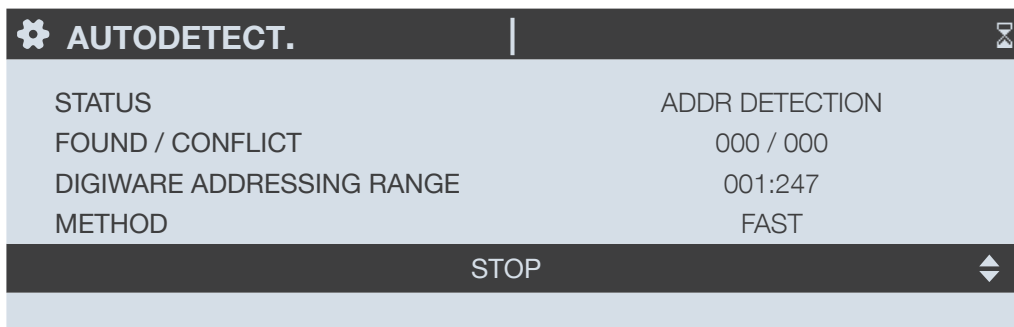 AUTODETECT.
STATUS ADDR DETECTION
FOUND / CONFLICT 000 / 000
DIGIWARE ADDRESSING RANGE 001:247
METHOD FAST
STOP